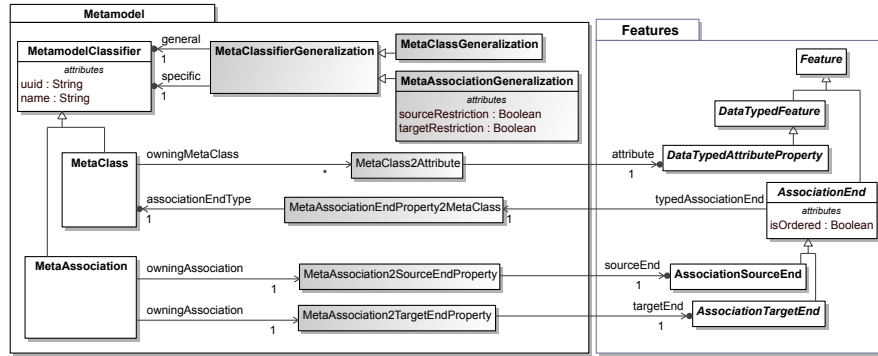 Metamodel
Features
MetamodelClassifier
attributes
uuid : String
name : String
general
1
specific
1
MetaClassifierGeneralization
MetaClassGeneralization
MetaAssociationGeneralization
attributes
sourceRestriction : Boolean
targetRestriction : Boolean
Feature
DataTypedFeature
MetaClass
owningMetaClass
*
MetaClass2Attribute
attribute
1
DataTypedAttributeProperty
associationEndType
1
MetaAssociationEndProperty2MetaClass
1
typedAssociationEnd
AssociationEnd
attributes
isOrdered : Boolean
MetaAssociation
owningAssociation
1
MetaAssociation2SourceEndProperty
sourceEnd
1
AssociationSourceEnd
owningAssociation
1
MetaAssociation2TargetEndProperty
targetEnd
1
AssociationTargetEnd